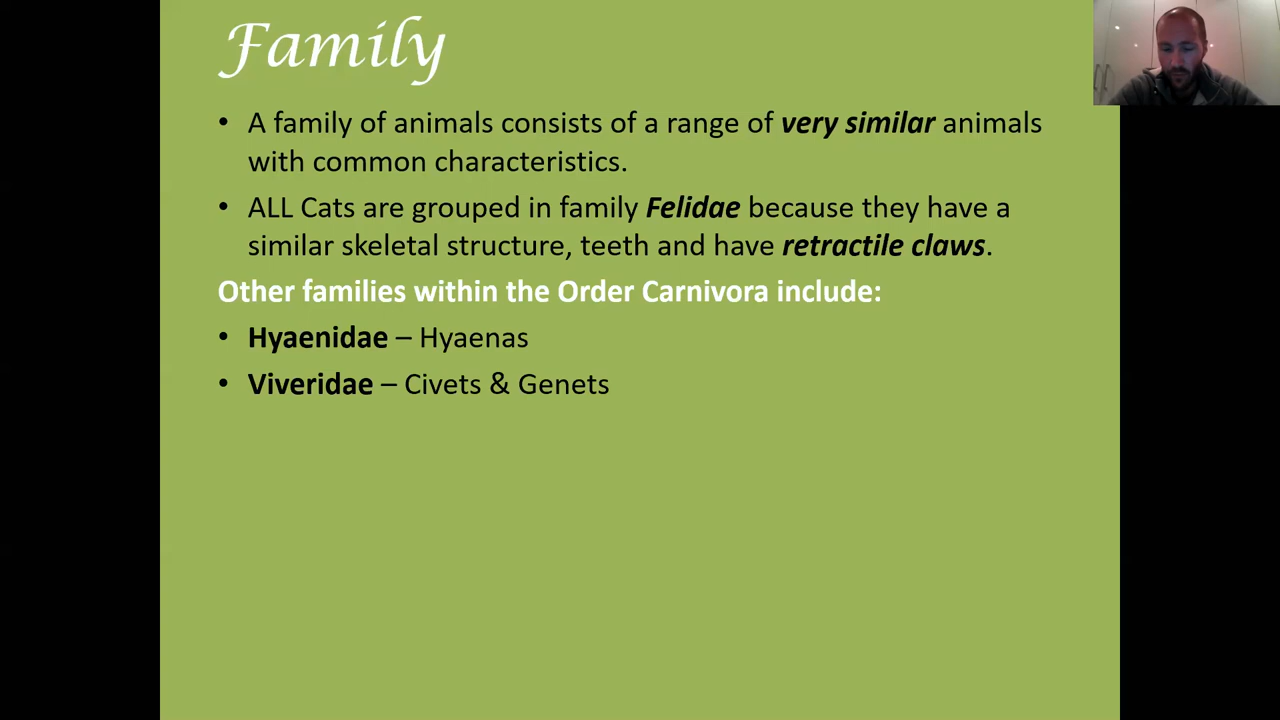 Family
• A family of animals consists of a range of very similar animals
with common characteristics.
• ALL Cats are grouped in family Felidae because they have a
similar skeletal structure, teeth and have retractile claws.
Other families within the Order Carnivora include:
• Hyaenidae – Hyaenas
• Viveridae – Civets & Genets